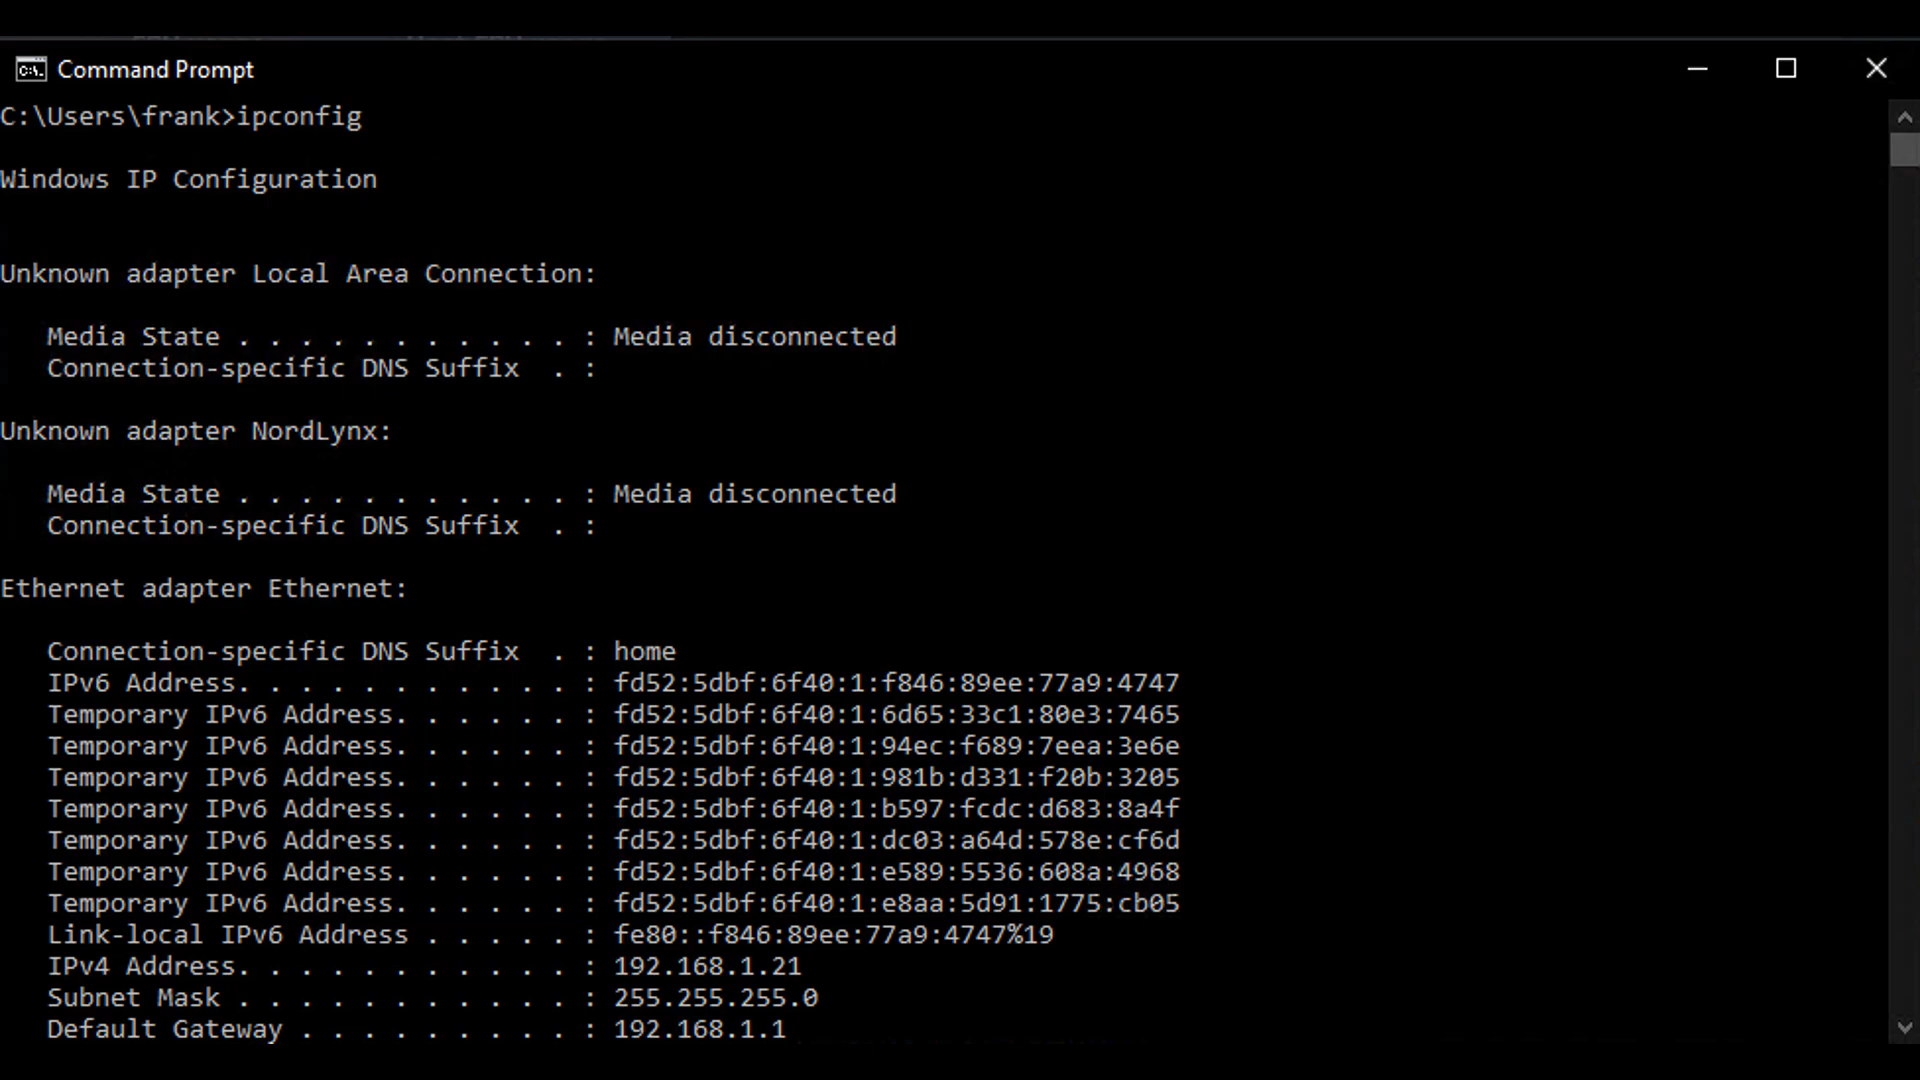 Command Prompt
C:\Users\frank>ipconfig
Windows IP Configuration
Unknown adapter Local Area Connection:
Media State . . . . . . . . . . . : Media disconnected
Connection-specific DNS Suffix  . :
Unknown adapter NordLynx:
Media State . . . . . . . . . . . : Media disconnected
Connection-specific DNS Suffix  . :
Ethernet adapter Ethernet:
Connection-specific DNS Suffix  . : home
IPv6 Address. . . . . . . . . . . : fd52:5dbf:6f40:1:f846:89ee:77a9:4747
Temporary IPv6 Address. . . . . . : fd52:5dbf:6f40:1:6d65:33c1:80e3:7465
Temporary IPv6 Address. . . . . . : fd52:5dbf:6f40:1:94ec:f689:7eea:3e6e
Temporary IPv6 Address. . . . . . : fd52:5dbf:6f40:1:981b:d331:f20b:3205
Temporary IPv6 Address. . . . . . : fd52:5dbf:6f40:1:b597:fcdc:d683:8a4f
Temporary IPv6 Address. . . . . . : fd52:5dbf:6f40:1:dc03:a64d:578e:cf6d
Temporary IPv6 Address. . . . . . : fd52:5dbf:6f40:1:e589:5536:608a:4968
Temporary IPv6 Address. . . . . . : fd52:5dbf:6f40:1:e8aa:5d91:1775:cb05
Link-local IPv6 Address . . . . . : fe80::f846:89ee:77a9:4747%19
IPv4 Address. . . . . . . . . . . : 192.168.1.21
Subnet Mask . . . . . . . . . . . : 255.255.255.0
Default Gateway . . . . . . . . . : 192.168.1.1